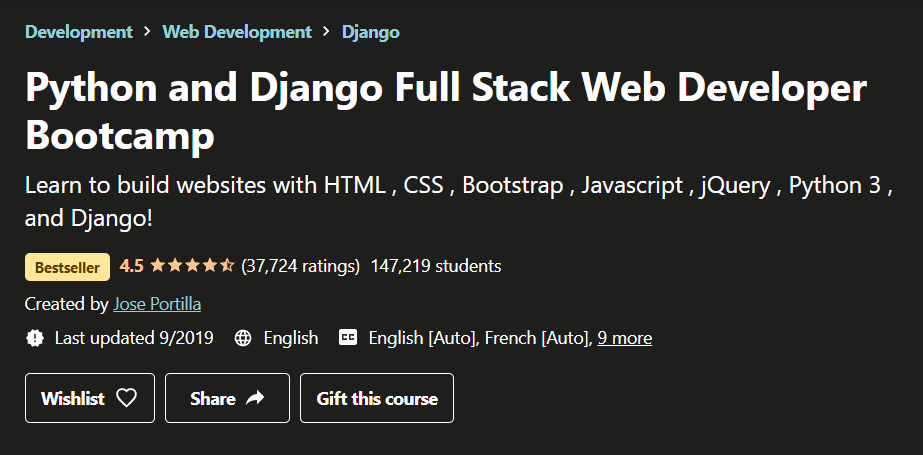 Development > Web Development > Django
Python and Django Full Stack Web Developer
Bootcamp
Learn to build websites with HTML , CSS , Bootstrap , Javascript , jQuery , Python 3 ,
and Django!
Bestseller 4.5 (37,724 ratings) 147,219 students
Created by Jose Portilla
Last updated 9/2019 English CC English [Auto], French [Auto], 9 more
Wishlist Share Gift this course